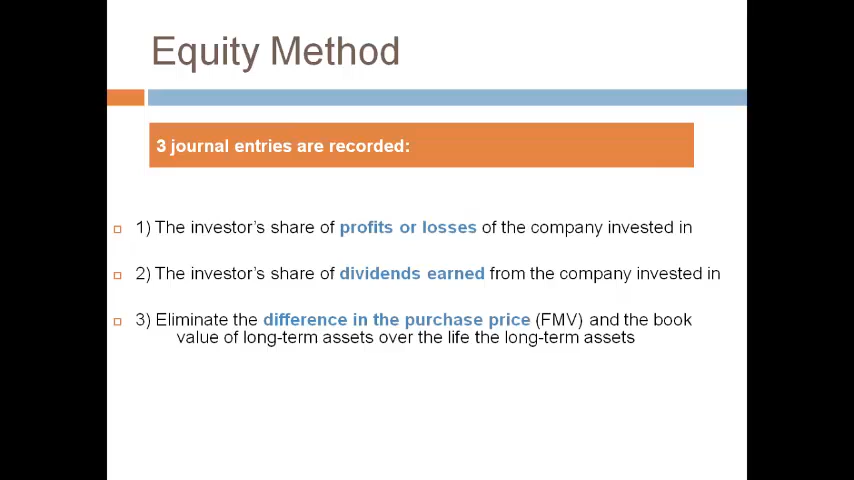 Equity Method
3 journal entries are recorded:
1) The investor's share of profits or losses of the company invested in
2) The investor's share of dividends earned from the company invested in
3) Eliminate the difference in the purchase price (FMV) and the book
value of long-term assets over the life the long-term assets